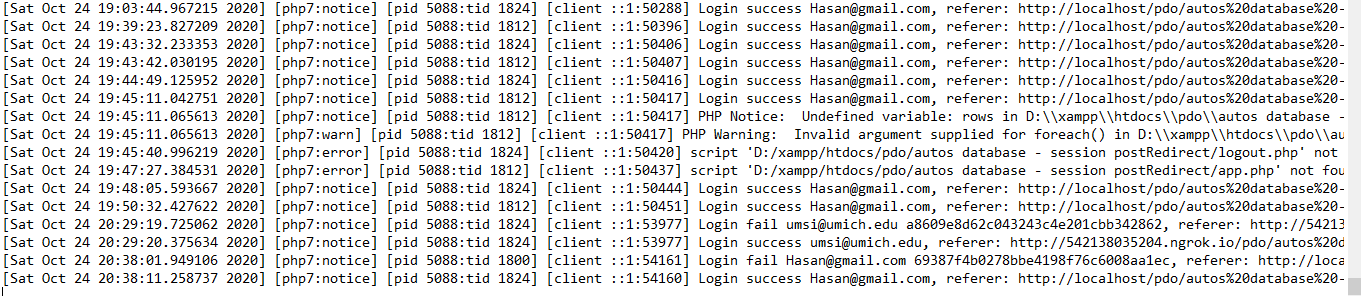 [Sat Oct 24 19:03:44.967215 2020] [php7:notice] [pid 5088:tid 1824] [client ::1:50288] Login success Hasan@gmail.com, referer: http://localhost/pdo/autos%20database%20-
[Sat Oct 24 19:39:23.827209 2020] [php7:notice] [pid 5088:tid 1812] [client ::1:50396] Login success Hasan@gmail.com, referer: http://localhost/pdo/autos%20database%20-
[Sat Oct 24 19:43:32.233353 2020] [php7:notice] [pid 5088:tid 1824] [client ::1:50406] Login success Hasan@gmail.com, referer: http://localhost/pdo/autos%20database%20-
[Sat Oct 24 19:43:42.030195 2020] [php7:notice] [pid 5088:tid 1812] [client ::1:50407] Login success Hasan@gmail.com, referer: http://localhost/pdo/autos%20database%20-
[Sat Oct 24 19:44:49.125952 2020] [php7:notice] [pid 5088:tid 1824] [client ::1:50416] Login success Hasan@gmail.com, referer: http://localhost/pdo/autos%20database%20-
[Sat Oct 24 19:45:11.042751 2020] [php7:notice] [pid 5088:tid 1812] [client ::1:50417] Login success Hasan@gmail.com, referer: http://localhost/pdo/autos%20database%20-
[Sat Oct 24 19:45:11.065613 2020] [php7:notice] [pid 5088:tid 1812] [client ::1:50417] PHP Notice:  Undefined variable: rows in D:\\xampp\\htdocs\\pdo\\autos database -
[Sat Oct 24 19:45:11.065613 2020] [php7:warn] [pid 5088:tid 1812] [client ::1:50417] PHP Warning:  Invalid argument supplied for foreach() in D:\\xampp\\htdocs\\pdo\\au
[Sat Oct 24 19:45:40.996219 2020] [php7:error] [pid 5088:tid 1824] [client ::1:50420] script 'D:/xampp/htdocs/pdo/autos database - session postRedirect/logout.php' not
[Sat Oct 24 19:47:27.384531 2020] [php7:error] [pid 5088:tid 1812] [client ::1:50437] script 'D:/xampp/htdocs/pdo/autos database - session postRedirect/app.php' not fou
[Sat Oct 24 19:48:05.593667 2020] [php7:notice] [pid 5088:tid 1824] [client ::1:50444] Login success Hasan@gmail.com, referer: http://localhost/pdo/autos%20database%20-
[Sat Oct 24 19:50:32.427622 2020] [php7:notice] [pid 5088:tid 1812] [client ::1:50451] Login success Hasan@gmail.com, referer: http://localhost/pdo/autos%20database%20-
[Sat Oct 24 20:29:19.725062 2020] [php7:notice] [pid 5088:tid 1824] [client ::1:53977] Login fail umsi@umich.edu a8609e8d62c043243c4e201cbb342862, referer: http://54213
[Sat Oct 24 20:29:20.375634 2020] [php7:notice] [pid 5088:tid 1824] [client ::1:53977] Login success umsi@umich.edu, referer: http://542138035204.ngrok.io/pdo/autos%20d
[Sat Oct 24 20:38:01.949106 2020] [php7:notice] [pid 5088:tid 1800] [client ::1:54161] Login fail Hasan@gmail.com 69387f4b0278bbe4198f76c6008aa1ec, referer: http://loca
[Sat Oct 24 20:38:11.258737 2020] [php7:notice] [pid 5088:tid 1824] [client ::1:54160] Login success Hasan@gmail.com, referer: http://localhost/pdo/autos%20database%20-